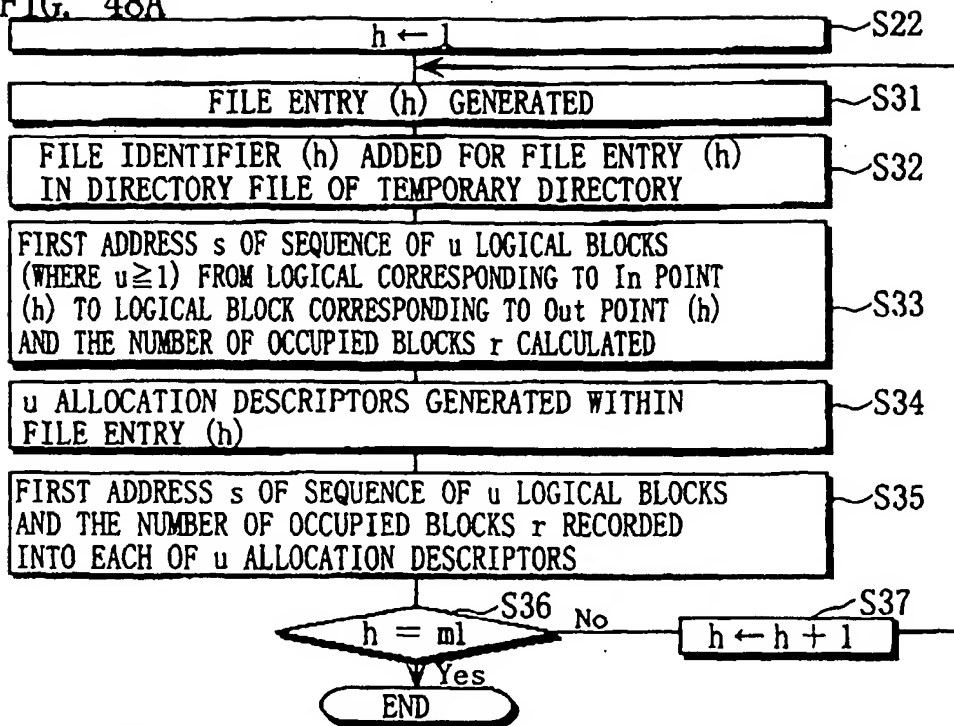 FIG. 48A
h ← 1
S22
FILE ENTRY (h) GENERATED
S31
FILE IDENTIFIER (h) ADDED FOR FILE ENTRY (h)
IN DIRECTORY FILE OF TEMPORARY DIRECTORY
S32
FIRST ADDRESS s OF SEQUENCE OF u LOGICAL BLOCKS
(WHERE u≧1) FROM LOGICAL CORRESPONDING TO In POINT
(h) TO LOGICAL BLOCK CORRESPONDING TO Out POINT (h)
AND THE NUMBER OF OCCUPIED BLOCKS r CALCULATED
S33
u ALLOCATION DESCRIPTORS GENERATED WITHIN
FILE ENTRY (h)
S34
FIRST ADDRESS s OF SEQUENCE OF u LOGICAL BLOCKS
AND THE NUMBER OF OCCUPIED BLOCKS r RECORDED
INTO EACH OF u ALLOCATION DESCRIPTORS
S35
h = m1
S36
No
h ← h + 1
S37
Yes
END